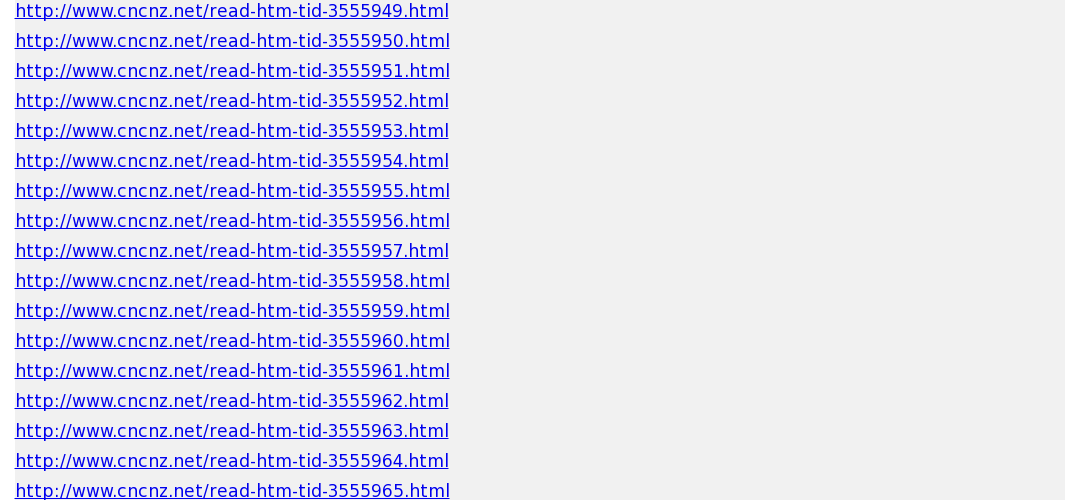 http://www.cncnz.net/read-htm-tid-3555949.html
http://www.cncnz.net/read-htm-tid-3555950.html
http://www.cncnz.net/read-htm-tid-3555951.html
http://www.cncnz.net/read-htm-tid-3555952.html
http://www.cncnz.net/read-htm-tid-3555953.html
http://www.cncnz.net/read-htm-tid-3555954.html
http://www.cncnz.net/read-htm-tid-3555955.html
http://www.cncnz.net/read-htm-tid-3555956.html
http://www.cncnz.net/read-htm-tid-3555957.html
http://www.cncnz.net/read-htm-tid-3555958.html
http://www.cncnz.net/read-htm-tid-3555959.html
http://www.cncnz.net/read-htm-tid-3555960.html
http://www.cncnz.net/read-htm-tid-3555961.html
http://www.cncnz.net/read-htm-tid-3555962.html
http://www.cncnz.net/read-htm-tid-3555963.html
http://www.cncnz.net/read-htm-tid-3555964.html
http://www.cncnz.net/read-htm-tid-3555965.html